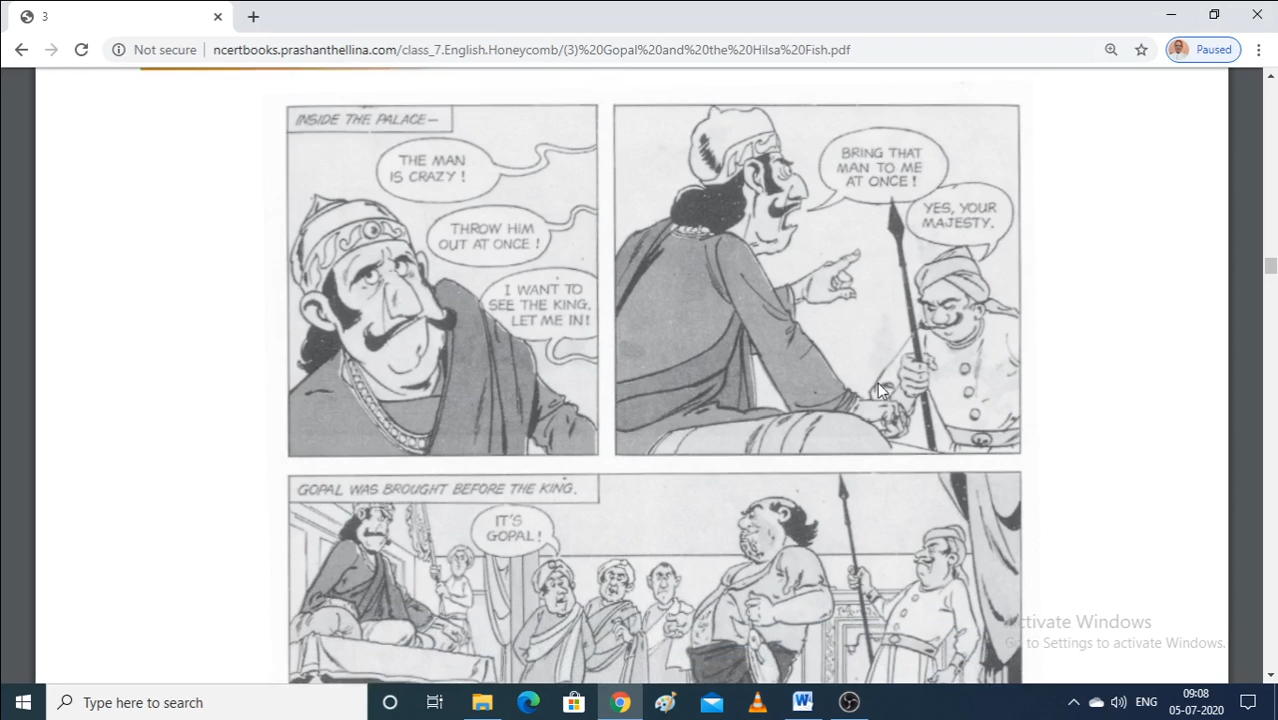 3
Not secure
ncertbooks.prashanthellina.com/class_7.English.Honeycomb/(3)%20Gopal%20and%20the%20Hilsa%20Fish.pdf
Paused
INSIDE THE PALACE—
THE MAN
IS CRAZY!
THROW HIM
OUT AT ONCE!
I WANT TO
SEE THE KING.
LET ME IN!
BRING THAT
MAN TO ME
AT ONCE!
YES, YOUR
MAJESTY.
GOPAL WAS BROUGHT BEFORE THE KING.
IT'S
GOPAL!
Activate Windows
Go to Settings to activate Windows.
Type here to search
ENG
09:08
05-07-2020